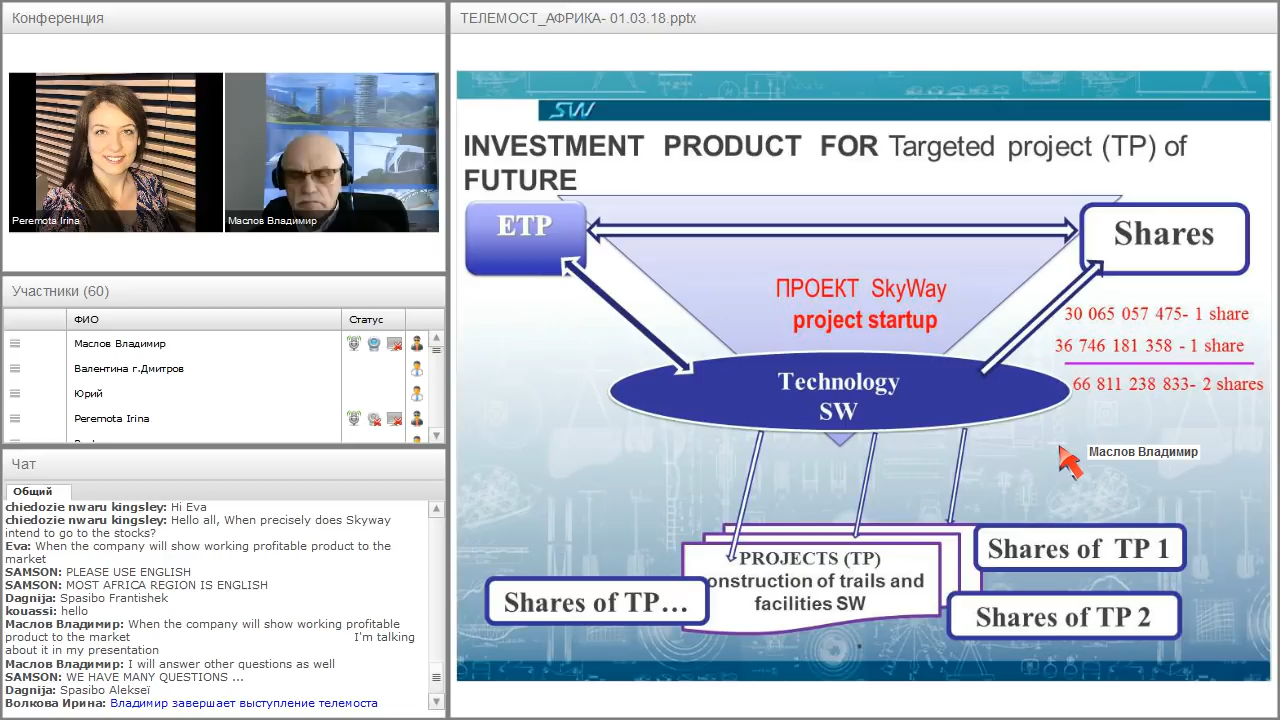 Конференция
Peremota Irina
Маслов Владимир
Участники (60)
ФИО
Статус
Маслов Владимир
Валентина г.Дмитров
Юрий
Peremota Irina
Чат
Общий
chiedozie nwaru kingsley: Hi Eva
chiedozie nwaru kingsley: Hello all, When precisely does Skyway
intend to go to the stocks?
Eva: When the company will show working profitable product to the
market
SAMSON: PLEASE USE ENGLISH
SAMSON: MOST AFRICA REGION IS ENGLISH
Dagnija: Spasibo Frantishek
kouassi: hello
Маслов Владимир: When the company will show working profitable
product to the market I'm talking
about it in my presentation
Маслов Владимир: I will answer other questions as well
SAMSON: WE HAVE MANY QUESTIONS ...
Dagnija: Spasibo Alekseï
Волкова Ирина: Владимир завершает выступление телемоста
ТЕЛЕМОСТ_АФРИКА- 01.03.18.pptx
SW
INVESTMENT PRODUCT FOR Targeted project (TP) of
FUTURE
ETP
Shares
ПРОЕКТ SkyWay
project startup
30 065 057 475- 1 share
36 746 181 358 - 1 share
66 811 238 833- 2 shares
Technology
SW
Маслов Владимир
PROJECTS (TP)
onstruction of trails and
facilities SW
Shares of TP 1
Shares of TP...
Shares of TP 2